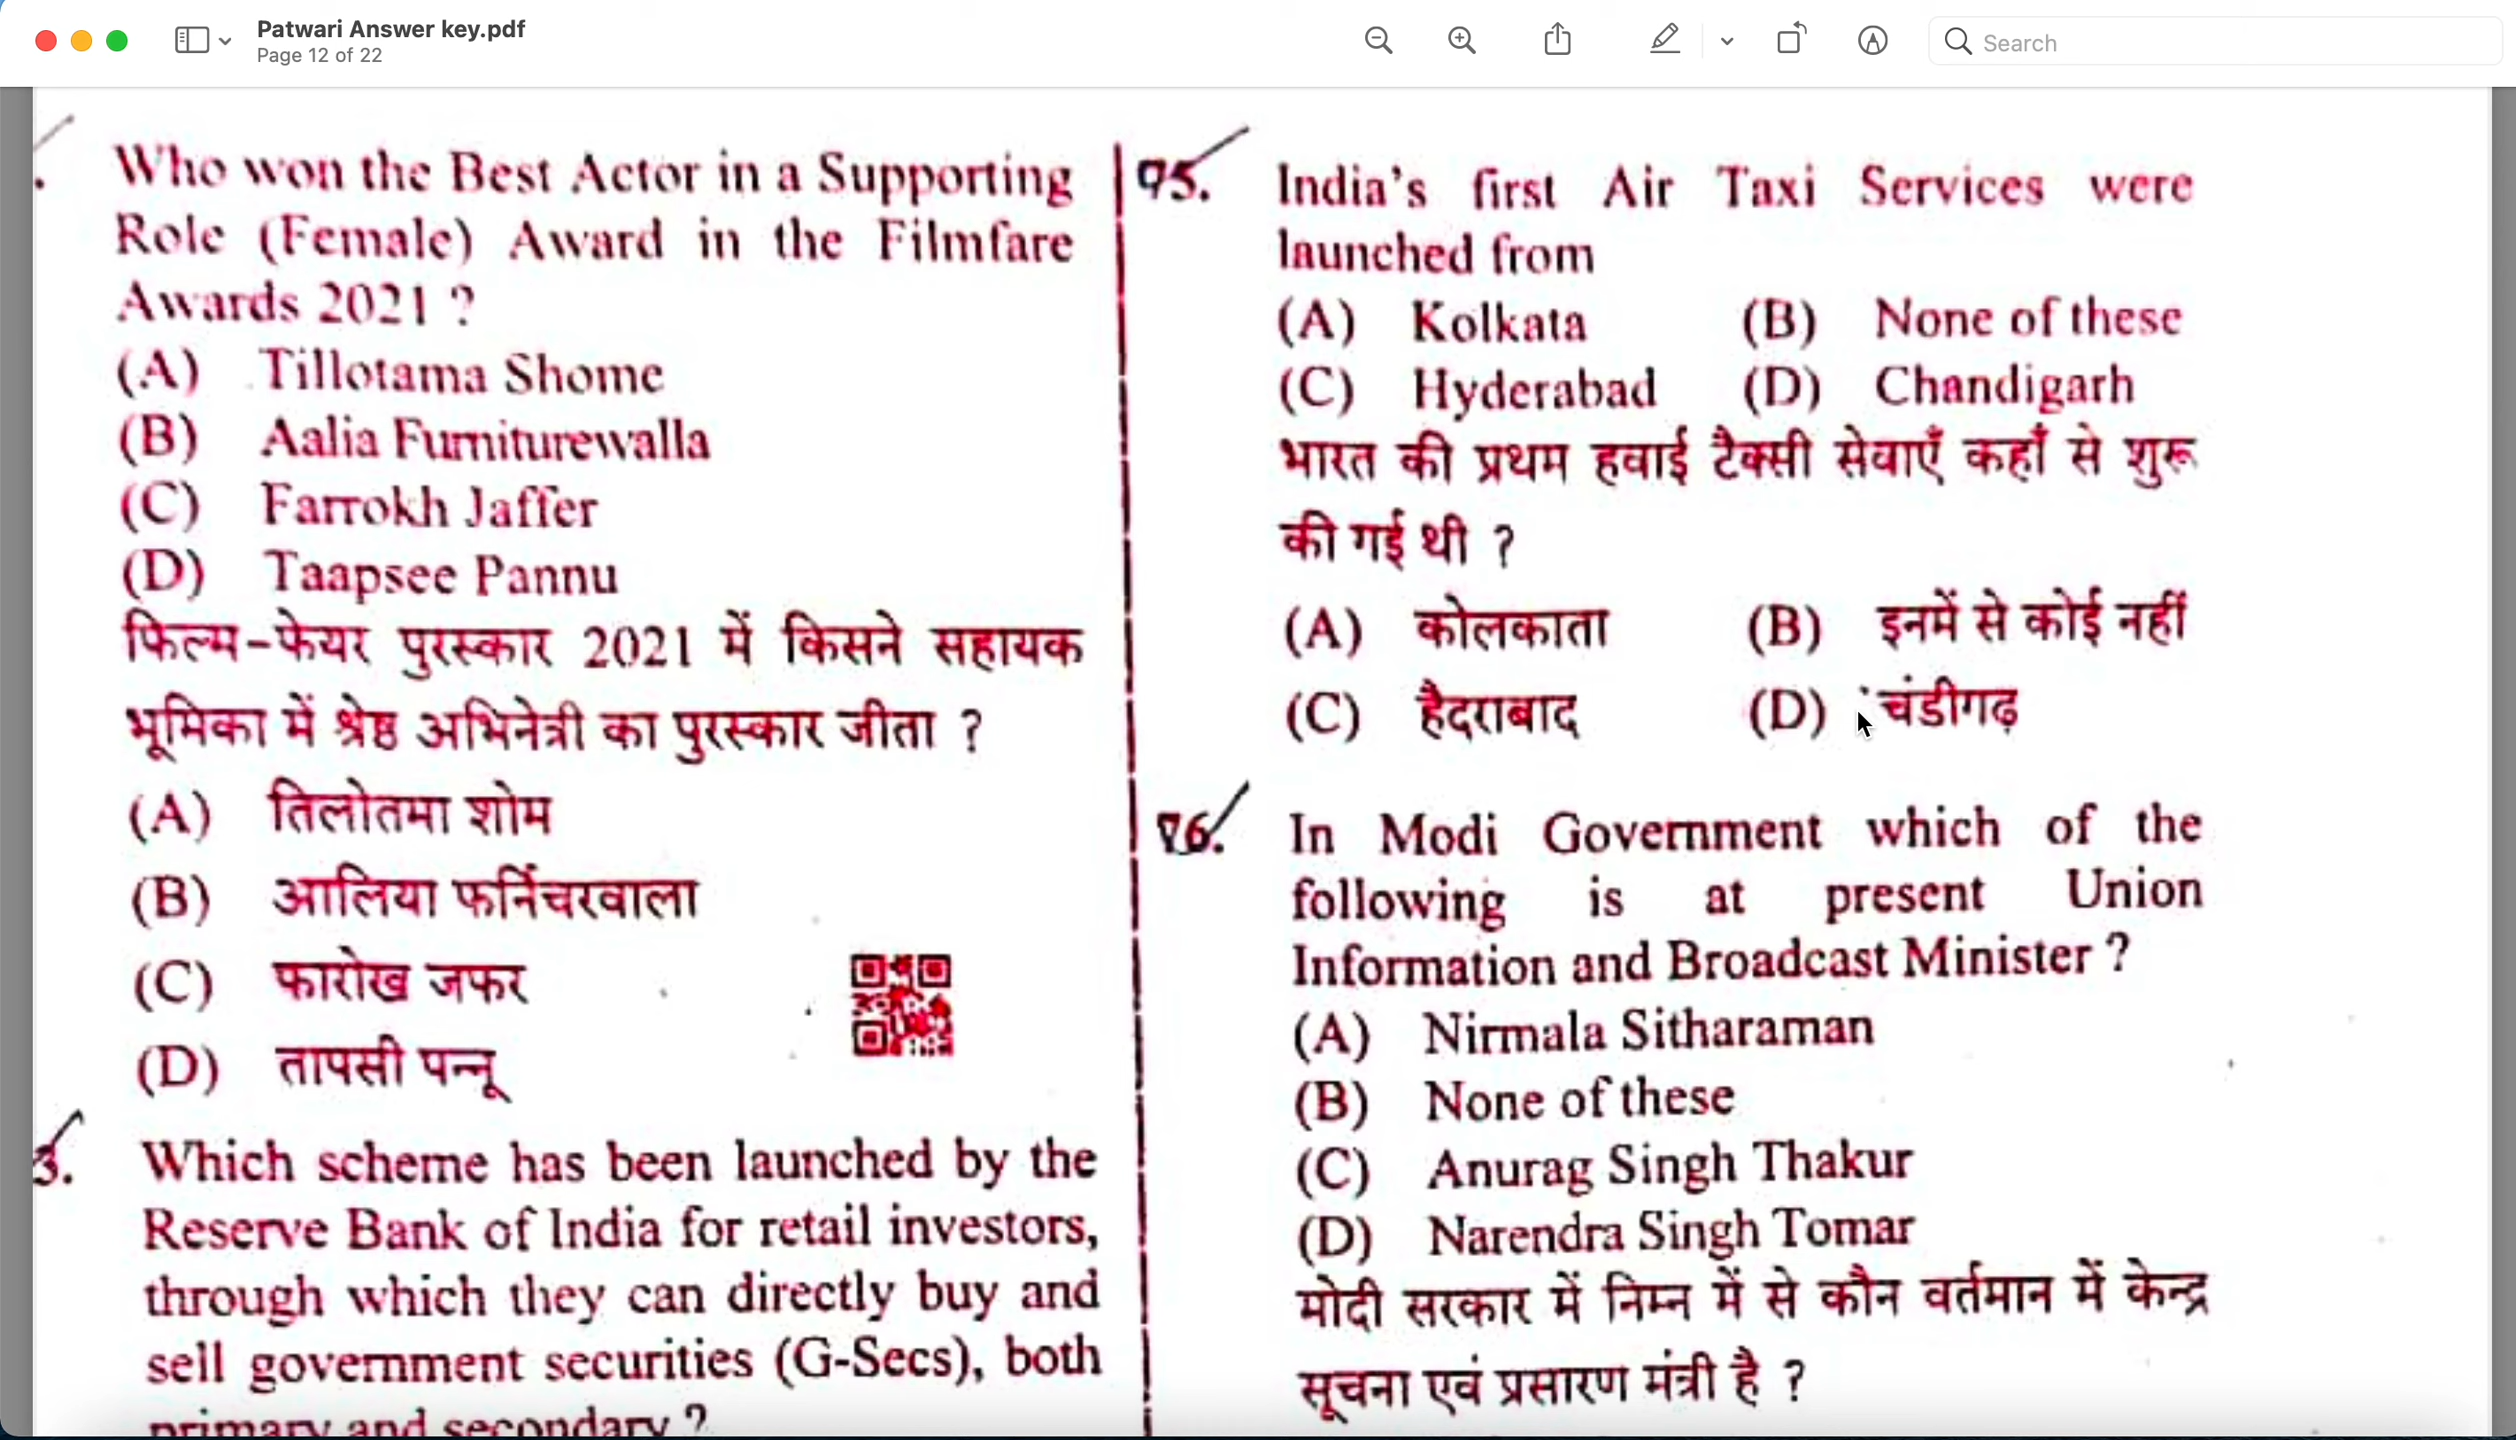 Patwari Answer key.pdf
Page 12 of 22
Search
.
Who won the Best Actor in a Supporting
Role (Female) Award in the Filmfare
Awards 2021 ?
(A) Tillotama Shome
(B) Aalia Furniturewalla
(C) Farrokh Jaffer
(D) Taapsee Pannu
फिल्म-फेयर पुरस्कार 2021 में किसने सहायक
भूमिका में श्रेष्ठ अभिनेत्री का पुरस्कार जीता ?
(A) तिलोतमा शोम
(B) आलिया फर्निचरवाला
(C) फारोख जफर
(D) तापसी पन्नू
3. Which scheme has been launched by the
Reserve Bank of India for retail investors,
through which they can directly buy and
sell government securities (G-Secs), both
primary and secondary ?
95. India's first Air Taxi Services were
launched from
(A) Kolkata (B) None of these
(C) Hyderabad (D) Chandigarh
भारत की प्रथम हवाई टैक्सी सेवाएँ कहाँ से शुरू
की गई थी ?
(A) कोलकाता (B) इनमें से कोई नहीं
(C) हैदराबाद (D) चंडीगढ़
96. In Modi Government which of the
following is at present Union
Information and Broadcast Minister ?
(A) Nirmala Sitharaman
(B) None of these
(C) Anurag Singh Thakur
(D) Narendra Singh Tomar
मोदी सरकार में निम्न में से कौन वर्तमान में केन्द्र
सूचना एवं प्रसारण मंत्री है ?